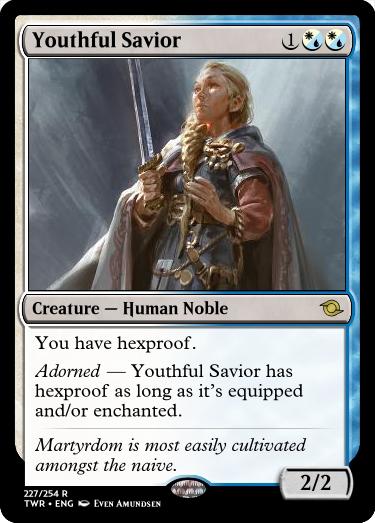 Youthful Savior 1
Creature — Human Noble
You have hexproof.
Adorned — Youthful Savior has
hexproof as long as it's equipped
and/or enchanted.
Martyrdom is most easily cultivated
amongst the naive.
2/2
227/254 R
TWR • ENG Even Amundsen